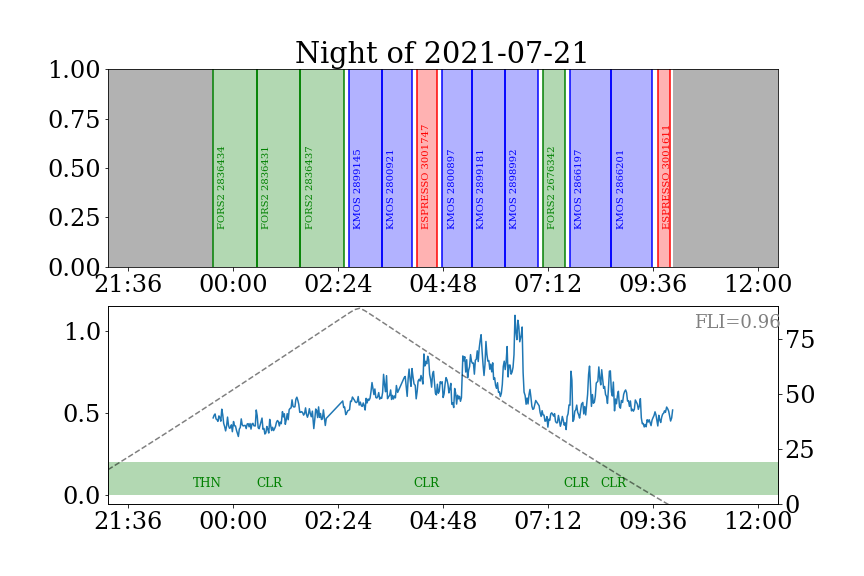 Night of 2021-07-21
1.00
0.75
0.50
0.25
0.00
FORS2 2836434
FORS2 2836431
FORS2 2836437
KMOS 2899145
KMOS 2800921
ESPRESSO 3001747
KMOS 2800897
KMOS 2899181
KMOS 2898992
FORS2 2676342
KMOS 2866197
KMOS 2866201
ESPRESSO 3001611
21:36 00:00 02:24 04:48 07:12 09:36 12:00
FLI=0.96
1.0
0.5
0.0
75
50
25
0
THN CLR CLR CLR CLR
21:36 00:00 02:24 04:48 07:12 09:36 12:00